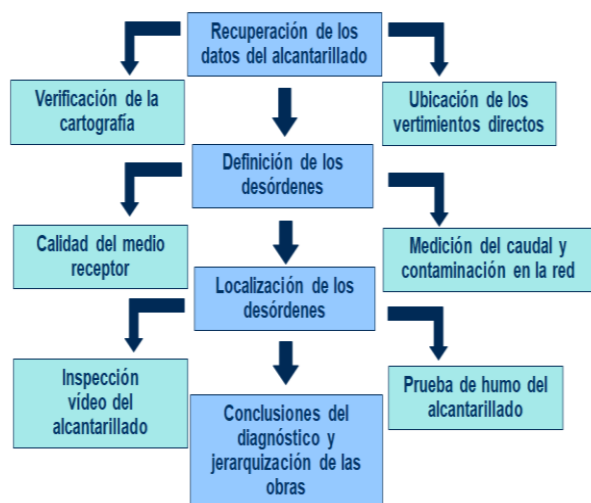 Recuperación de los
datos del alcantarillado
Verificación de la
cartografía
Ubicación de los
vertimientos directos
Definición de los
desórdenes
Calidad del medio
receptor
Medición del caudal y
contaminación en la red
Localización de los
desórdenes
Inspección
vídeo del
alcantarillado
Prueba de humo del
alcantarillado
Conclusiones del
diagnóstico y
jerarquización de las
obras